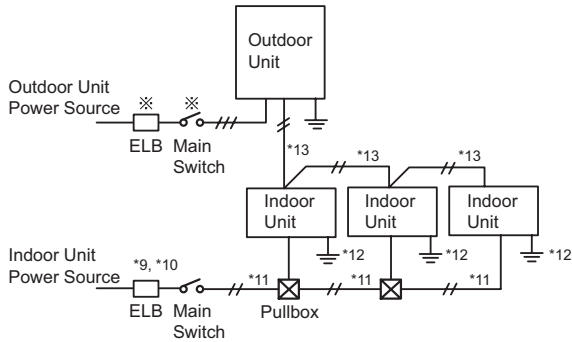 Outdoor
Unit
Outdoor Unit
Power Source
※
※
ELB
Main
Switch
*13
*13
*13
Indoor
Unit
Indoor
Unit
Indoor
Unit
*12
*12
*12
Indoor Unit
Power Source
*9, *10
*11
*11
*11
ELB
Main
Switch
Pullbox